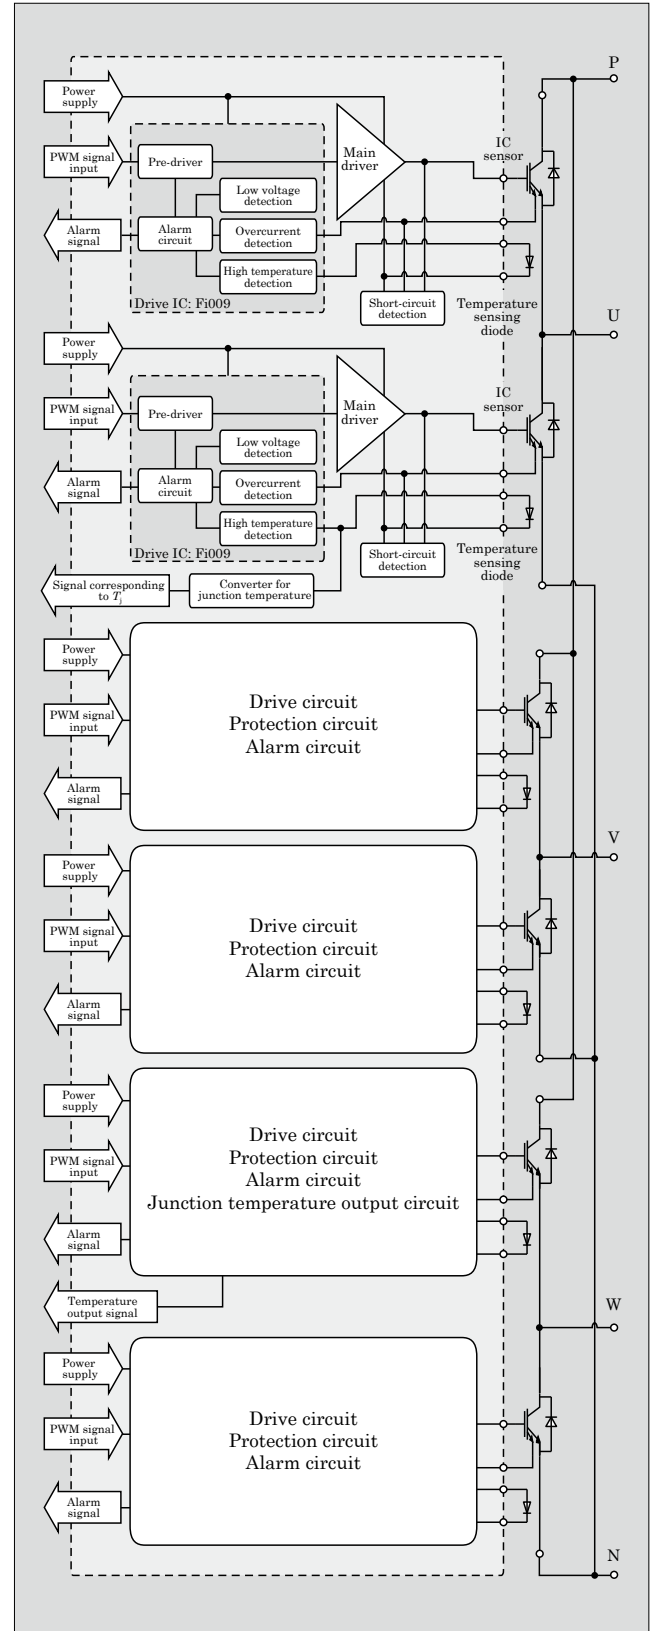 P
Power
supply
PWM signal
input
Pre-driver
Main
driver
IC
sensor
Low voltage
detection
Alarm
signal
Alarm
circuit
Overcurrent
detection
High temperature
detection
Drive IC: Fi009
Short-circuit
detection
Temperature
sensing
diode
U
Power
supply
PWM signal
input
Pre-driver
Main
driver
IC
sensor
Low voltage
detection
Alarm
signal
Alarm
circuit
Overcurrent
detection
High temperature
detection
Drive IC: Fi009
Short-circuit
detection
Temperature
sensing
diode
Signal corresponding
to Tj
Converter for
junction temperature
Power
supply
PWM signal
input
Alarm
signal
Drive circuit
Protection circuit
Alarm circuit
V
Power
supply
PWM signal
input
Alarm
signal
Drive circuit
Protection circuit
Alarm circuit
Power
supply
PWM signal
input
Alarm
signal
Drive circuit
Protection circuit
Alarm circuit
Junction temperature output circuit
Temperature
output signal
W
Power
supply
PWM signal
input
Alarm
signal
Drive circuit
Protection circuit
Alarm circuit
N